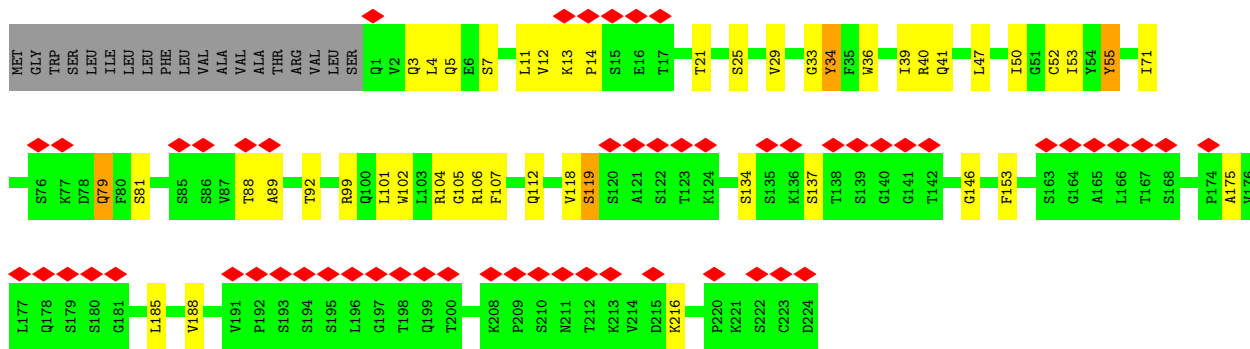 MET GLY TRP SER LEU ILE LEU LEU PHE LEU VAL ALA VAL ALA THR ARG VAL LEU SER Q1 V2 Q3 L4 Q5 E6 S7 L11 V12 K13 P14 S15 E16 T17 T21 S25 V29 G33 Y34 F35 W36 I39 R40 Q41 L47 I50 G51 C52 I53 Y54 Y55 I71
S76 K77 D78 Q79 F80 S81 S85 S86 V87 T88 A89 T92 R99 Q100 L101 W102 L103 R104 G105 R106 F107 Q112 V118 S119 S120 A121 S122 T123 K124 S134 S135 K136 S137 T138 S139 G140 G141 T142 G146 F153 S163 G164 A165 L166 T167 S168 P174 A175 V176
L177 Q178 S179 S180 G181 L185 V188 V191 P192 S193 S194 S195 L196 G197 T198 Q199 T200 K208 P209 S210 N211 T212 K213 V214 D215 K216 P220 K221 S222 C223 D224